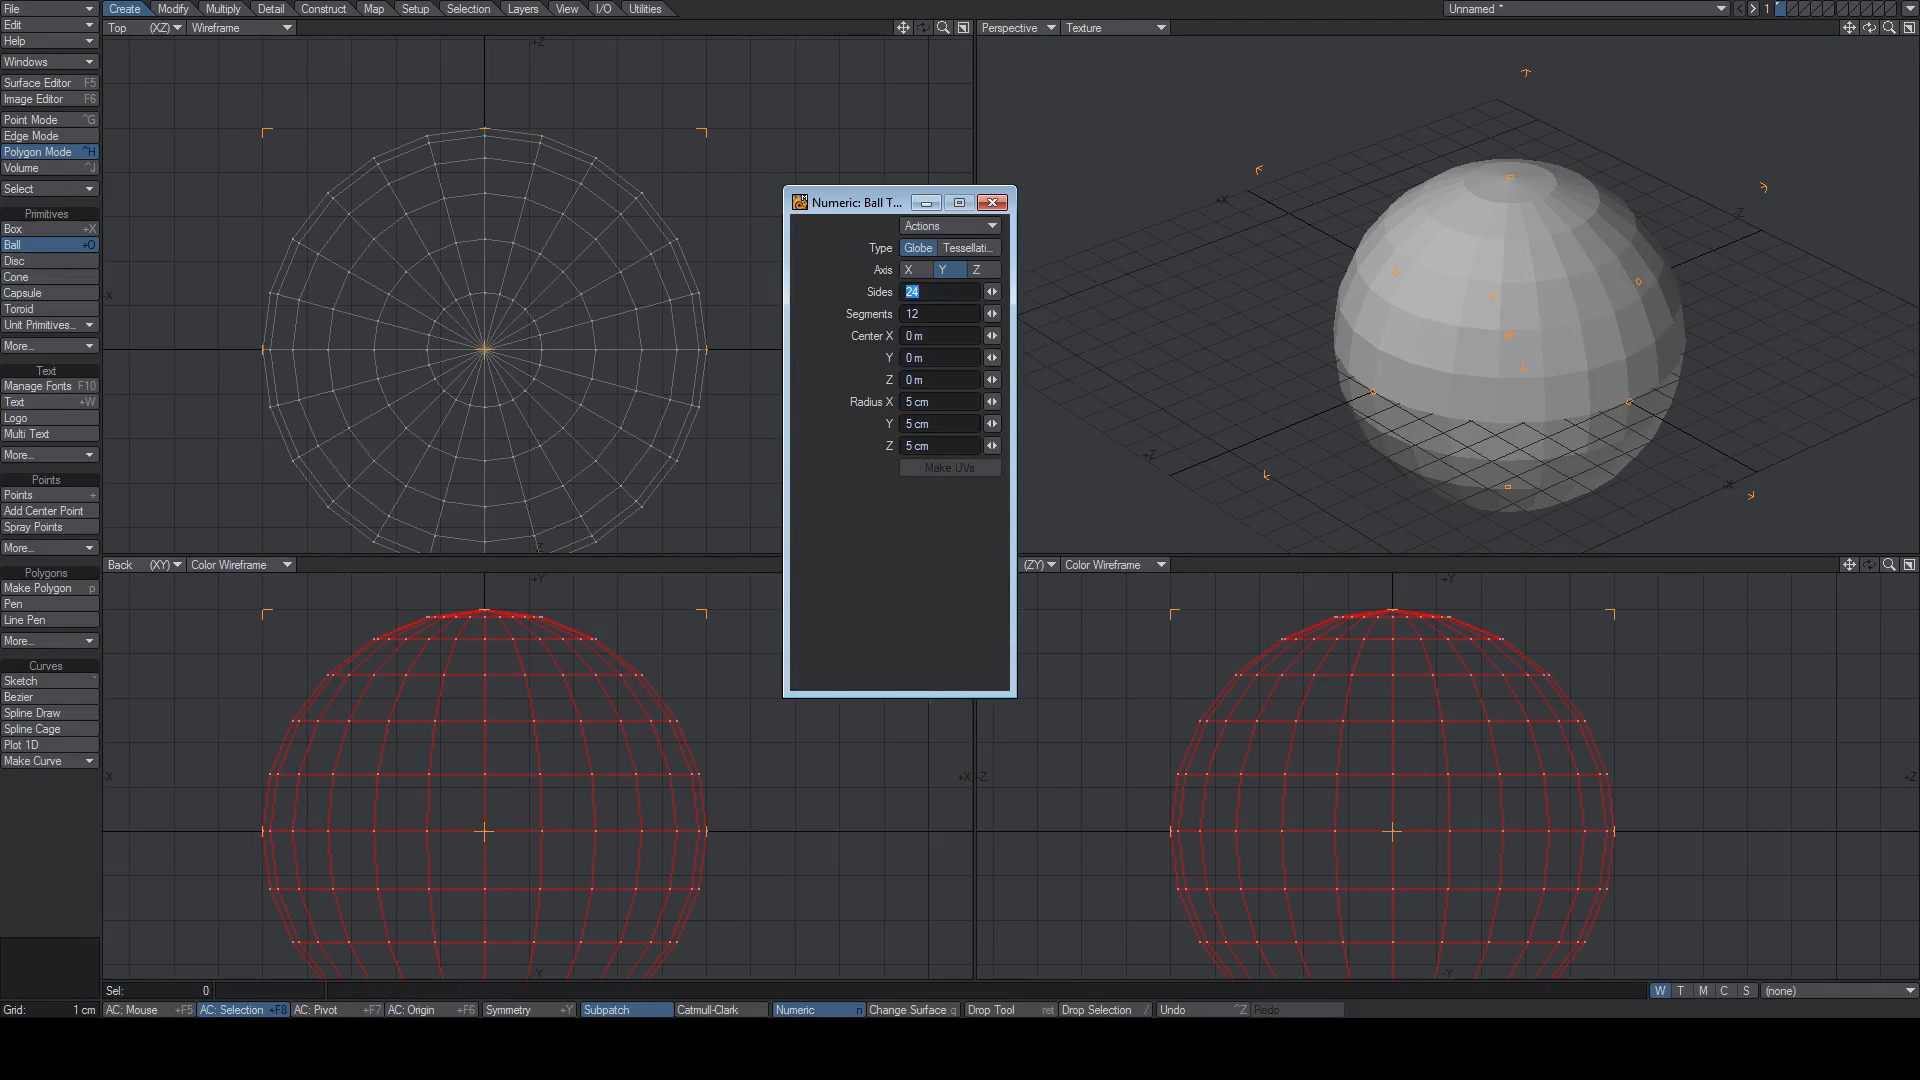 File
Create Modify Multiply Detail Construct Map Setup Selection Layers View I/O Utilities
Unnamed * < > 1
Edit
Help
Windows
Surface Editor F5
Image Editor F6
Point Mode ^G
Edge Mode
Polygon Mode ^H
Volume ^J
Select
Primitives
Box +X
Ball +O
Disc
Cone
Capsule
Toroid
Unit Primitives...
More...
Text
Manage Fonts F10
Text +W
Logo
Multi Text
More...
Points
Points +
Add Center Point
Spray Points
More...
Polygons
Make Polygon p
Pen
Line Pen
More...
Curves
Sketch `
Bezier
Spline Draw
Spline Cage
Plot 1D
Make Curve
Top (XZ) Wireframe
+Z
-X
-Z
Perspective Texture
+X
-Z
+Z
-X
Numeric: Ball T...
Actions
Type Globe Tessellati...
Axis X Y Z
Sides 24
Segments 12
Center X 0 m
Y 0 m
Z 0 m
Radius X 5 cm
Y 5 cm
Z 5 cm
Make UVs
Back (XY) Color Wireframe
+Y
-X
+X
-Y
(ZY) Color Wireframe
+Y
-Z
+Z
-Y
Sel: 0
W T M C S (none)
Grid: 1 cm AC: Mouse +F5 AC: Selection +F8 AC: Pivot +F7 AC: Origin +F6 Symmetry +Y Subpatch Catmull-Clark Numeric n Change Surface q Drop Tool ret Drop Selection / Undo ^Z Redo